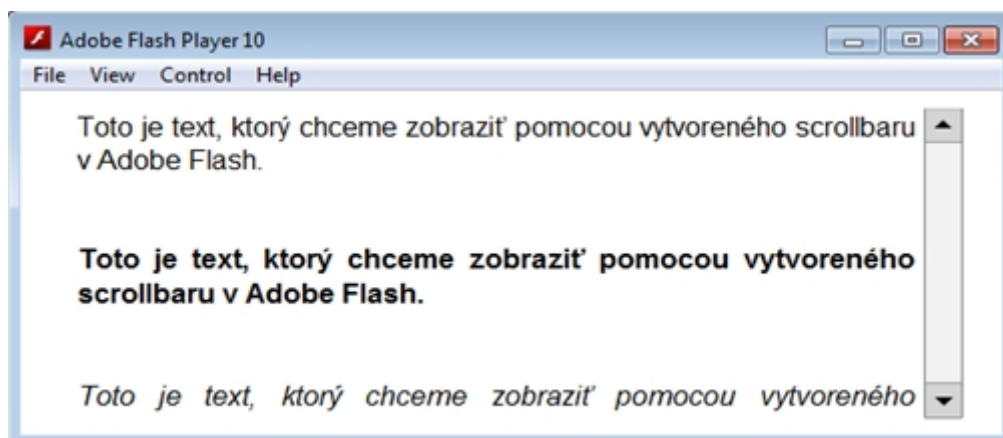 Adobe Flash Player 10
File View Control Help
Toto je text, ktorý chceme zobraziť pomocou vytvoreného scrollbaru
v Adobe Flash.
Toto je text, ktorý chceme zobraziť pomocou vytvoreného
scrollbaru v Adobe Flash.
Toto je text, ktorý chceme zobraziť pomocou vytvoreného